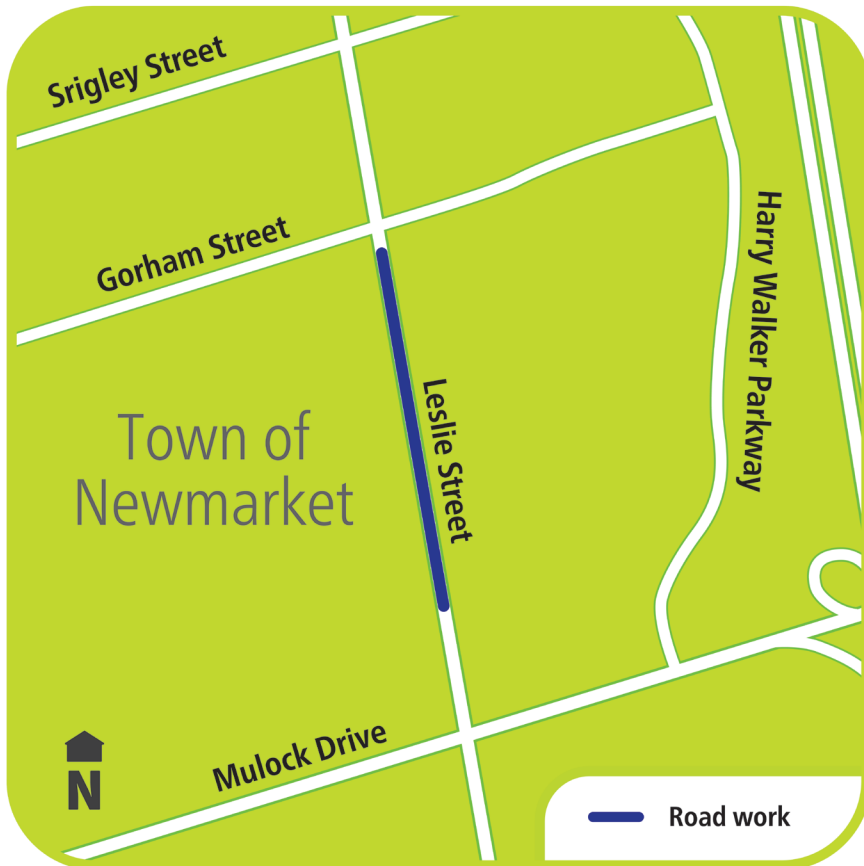 Srigley Street
Gorham Street
Harry Walker Parkway
Leslie Street
Town of
Newmarket
Mulock Drive
N
Road work